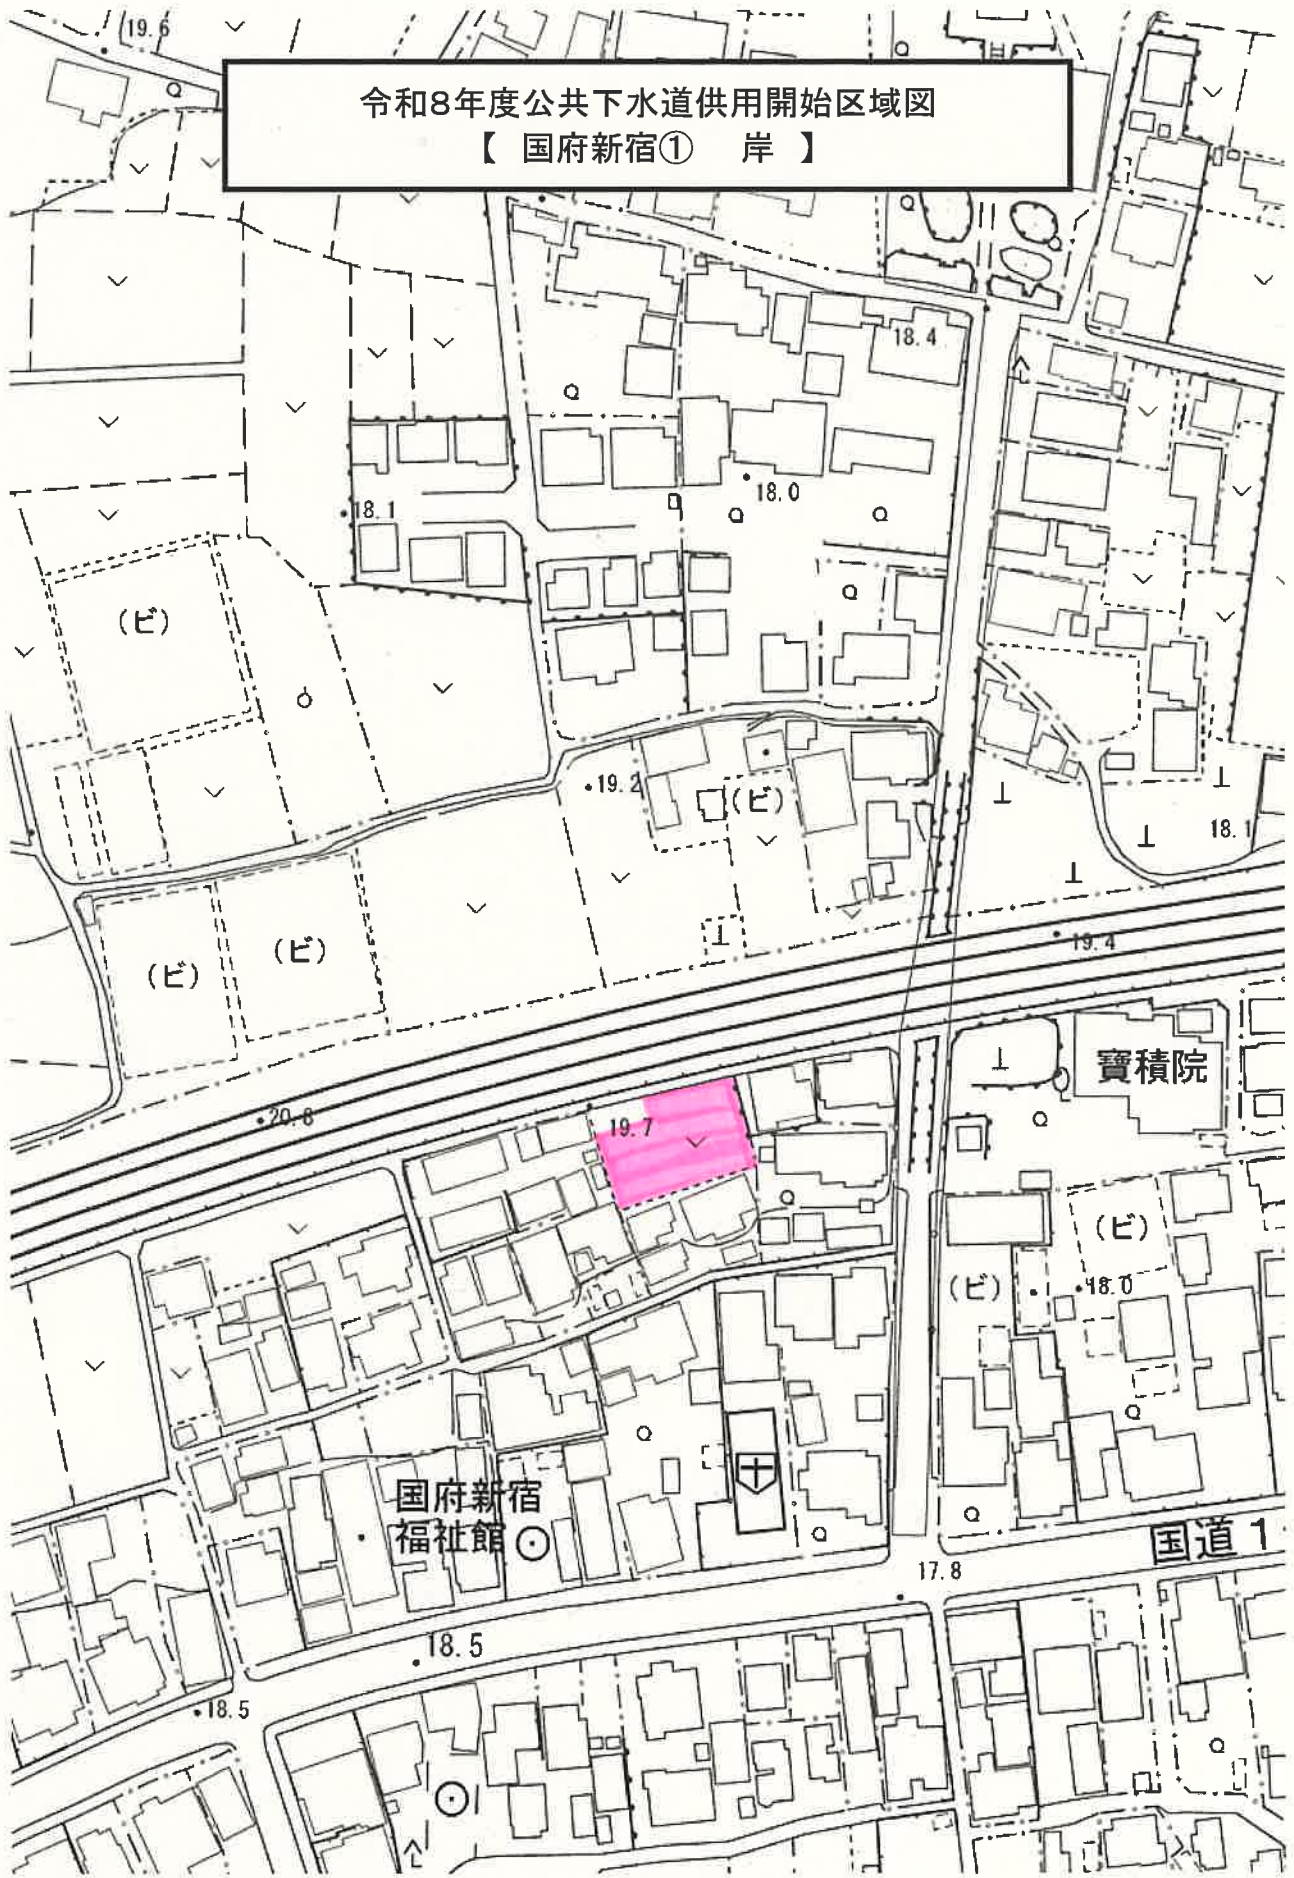 19.6
令和8年度公共下水道供用開始区域図
【 国府新宿① 岸 】
18.4
18.0
18.1
(ビ)
19.2
(ビ)
18.1
19.4
(ビ)
(ビ)
寶積院
20.8
19.7
(ビ)
(ビ)
18.0
国府新宿
福祉館
国道1
17.8
18.5
18.5